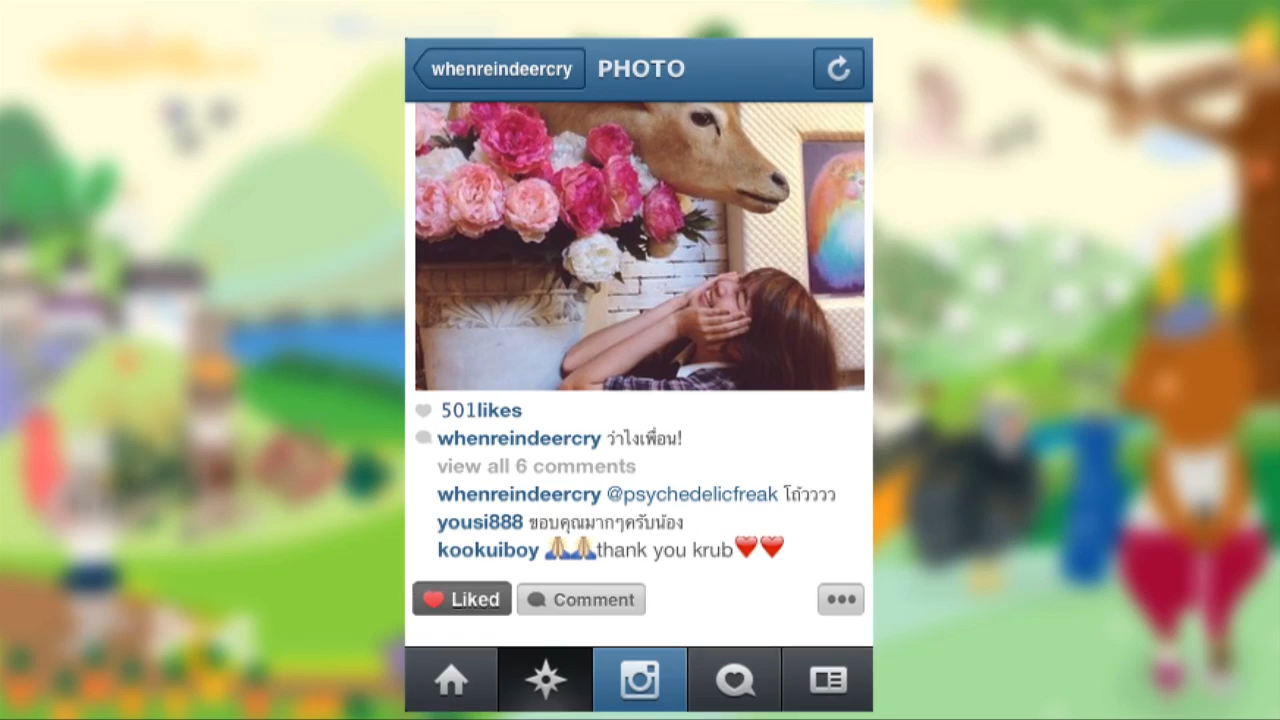 whenreindeercry PHOTO
501likes
whenreindeercry ว่าไงเพื่อน!
view all 6 comments
whenreindeercry @psychedelicfreak โถ๋วววว
yousi888 ขอบคุณมากๆครับน้อง
kookuiboy 🙏🙏thank you krub❤️❤️
Liked Comment